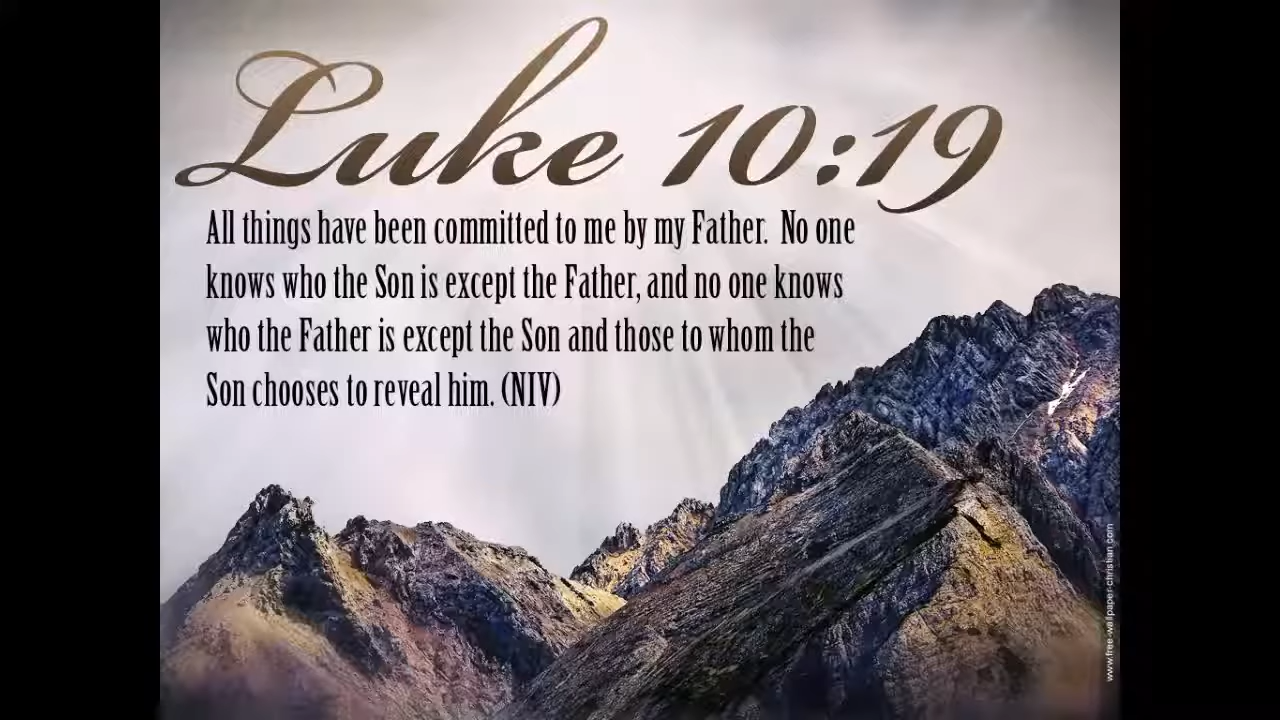 Luke 10:19
All things have been committed to me by my Father. No one
knows who the Son is except the Father, and no one knows
who the Father is except the Son and those to whom the
Son chooses to reveal him. (NIV)
www.free-wallpaper-christian.com